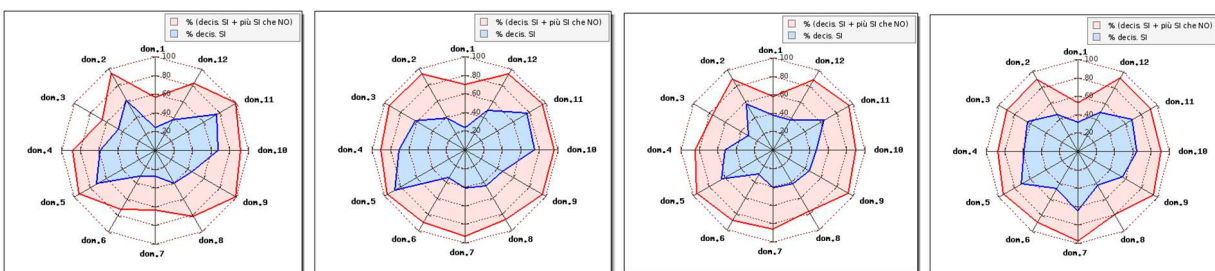 % (decis. SI + più SI che NO)
% decis. SI
dom.1
dom.2
dom.12
dom.3
dom.11
dom.4
dom.10
dom.5
dom.9
dom.6
dom.8
dom.7
100
80
60
40
20
% (decis. SI + più SI che NO)
% decis. SI
dom.1
dom.2
dom.12
dom.3
dom.11
dom.4
dom.10
dom.5
dom.9
dom.6
dom.8
dom.7
100
80
60
40
20
% (decis. SI + più SI che NO)
% decis. SI
dom.1
dom.2
dom.12
dom.3
dom.11
dom.4
dom.10
dom.5
dom.9
dom.6
dom.8
dom.7
100
80
60
40
20
% (decis. SI + più SI che NO)
% decis. SI
dom.1
dom.2
dom.12
dom.3
dom.11
dom.4
dom.10
dom.5
dom.9
dom.6
dom.8
dom.7
100
80
60
40
20